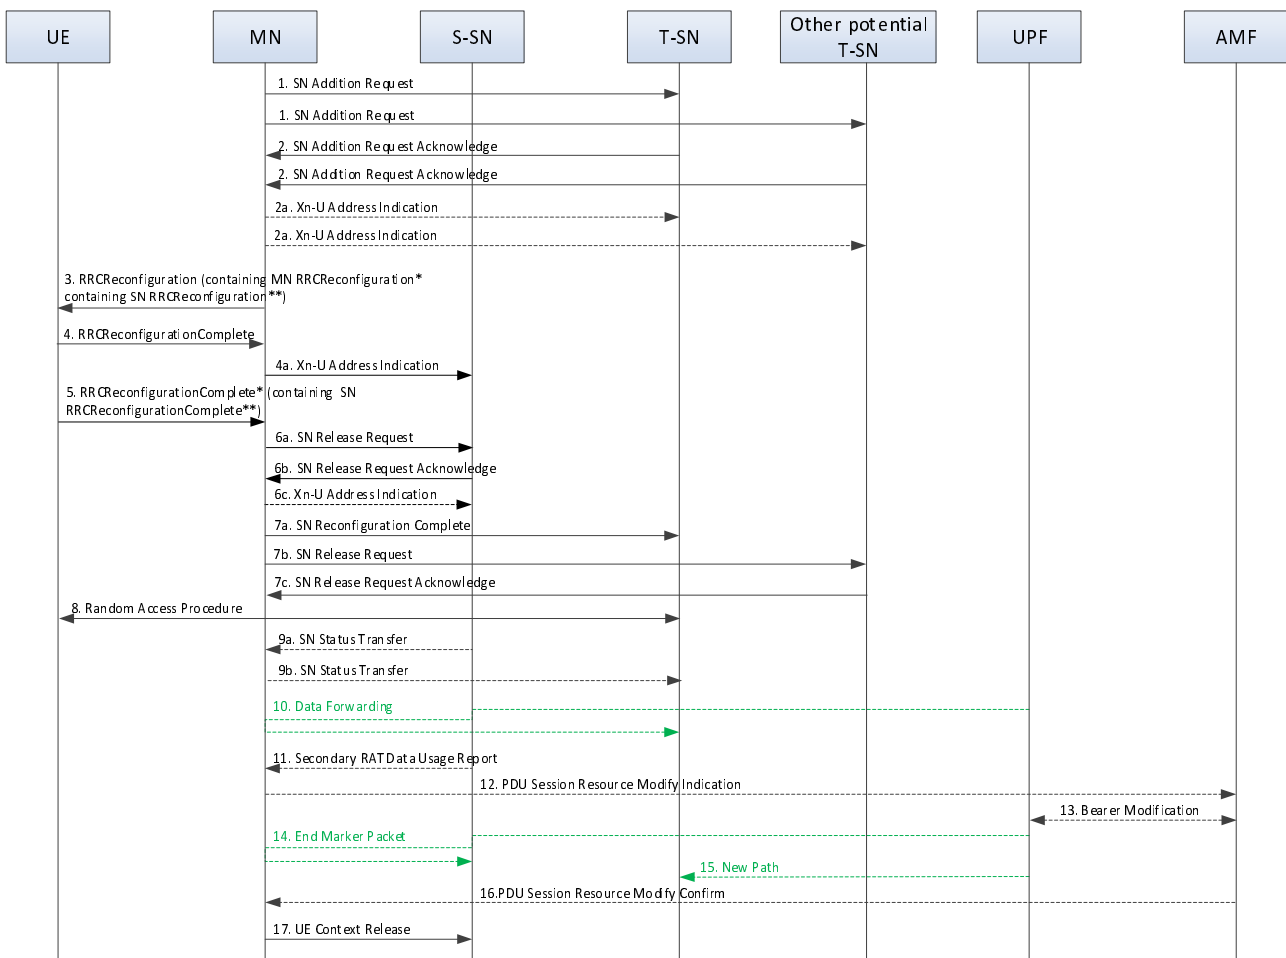 UE
MN
S-SN
T-SN
Other potential
T-SN
UPF
AMF
1. SN Addition Request
1. SN Addition Request
2. SN Addition Request Acknowledge
2. SN Addition Request Acknowledge
2a. Xn-U Address Indication
2a. Xn-U Address Indication
3. RRCReconfiguration (containing MN RRCReconfiguration*
containing SN RRCReconfiguration**)
4. RRCReconfigurationComplete
4a. Xn-U Address Indication
5. RRCReconfigurationComplete* (containing SN
RRCReconfigurationComplete**)
6a. SN Release Request
6b. SN Release Request Acknowledge
6c. Xn-U Address Indication
7a. SN Reconfiguration Complete
7b. SN Release Request
7c. SN Release Request Acknowledge
8. Random Access Procedure
9a. SN Status Transfer
9b. SN Status Transfer
10. Data Forwarding
11. Secondary RAT Data Usage Report
12. PDU Session Resource Modify Indication
13. Bearer Modification
14. End Marker Packet
15. New Path
16.PDU Session Resource Modify Confirm
17. UE Context Release